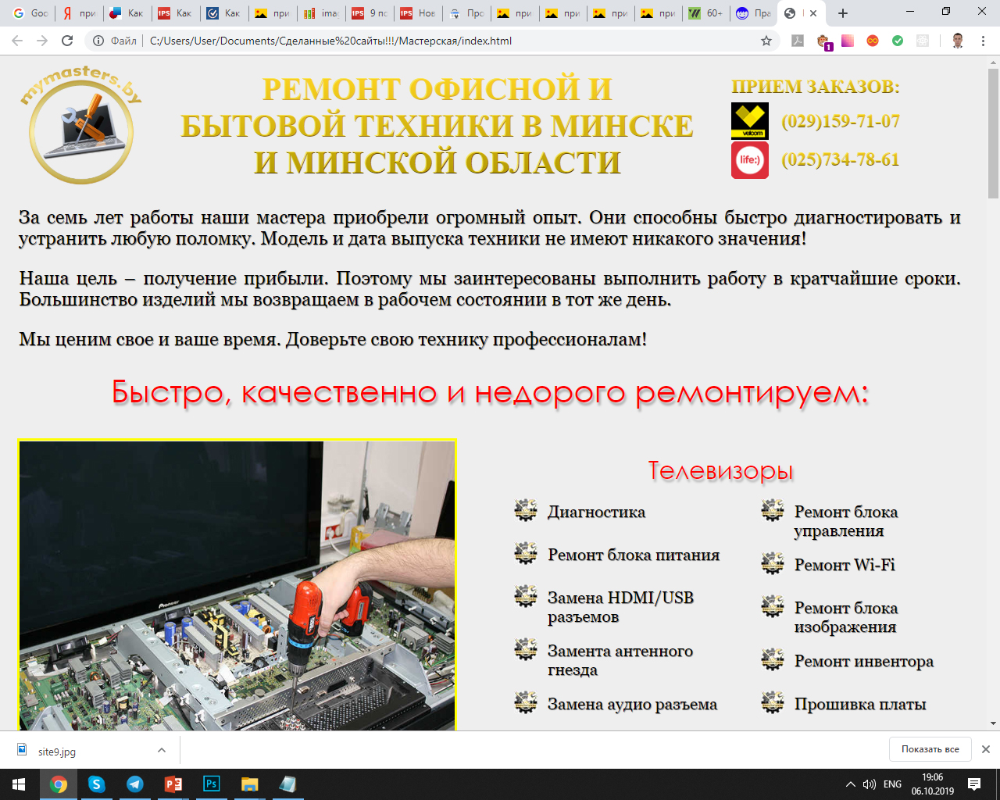 Goo
при
Как
Как
Как
при
ima
9 пс
Нов
Про
при
при
при
при
60+
Пра
Файл
C:/Users/User/Documents/Сделанные%20сайты!!!/Мастерская/index.html
1
mymasters.by
РЕМОНТ ОФИСНОЙ И
БЫТОВОЙ ТЕХНИКИ В МИНСКЕ
И МИНСКОЙ ОБЛАСТИ
ПРИЕМ ЗАКАЗОВ:
velcom
(029)159-71-07
life:)
(025)734-78-61
За семь лет работы наши мастера приобрели огромный опыт. Они способны быстро диагностировать и
устранить любую поломку. Модель и дата выпуска техники не имеют никакого значения!
Наша цель – получение прибыли. Поэтому мы заинтересованы выполнить работу в кратчайшие сроки.
Большинство изделий мы возвращаем в рабочем состоянии в тот же день.
Мы ценим свое и ваше время. Доверьте свою технику профессионалам!
Быстро, качественно и недорого ремонтируем:
Pioneer
Телевизоры
Диагностика
Ремонт блока питания
Замена HDMI/USB
разъемов
Замента антенного
гнезда
Замена аудио разъема
Ремонт блока
управления
Ремонт Wi-Fi
Ремонт блока
изображения
Ремонт инвентора
Прошивка платы
site9.jpg
Показать все
ENG
19:06
06.10.2019